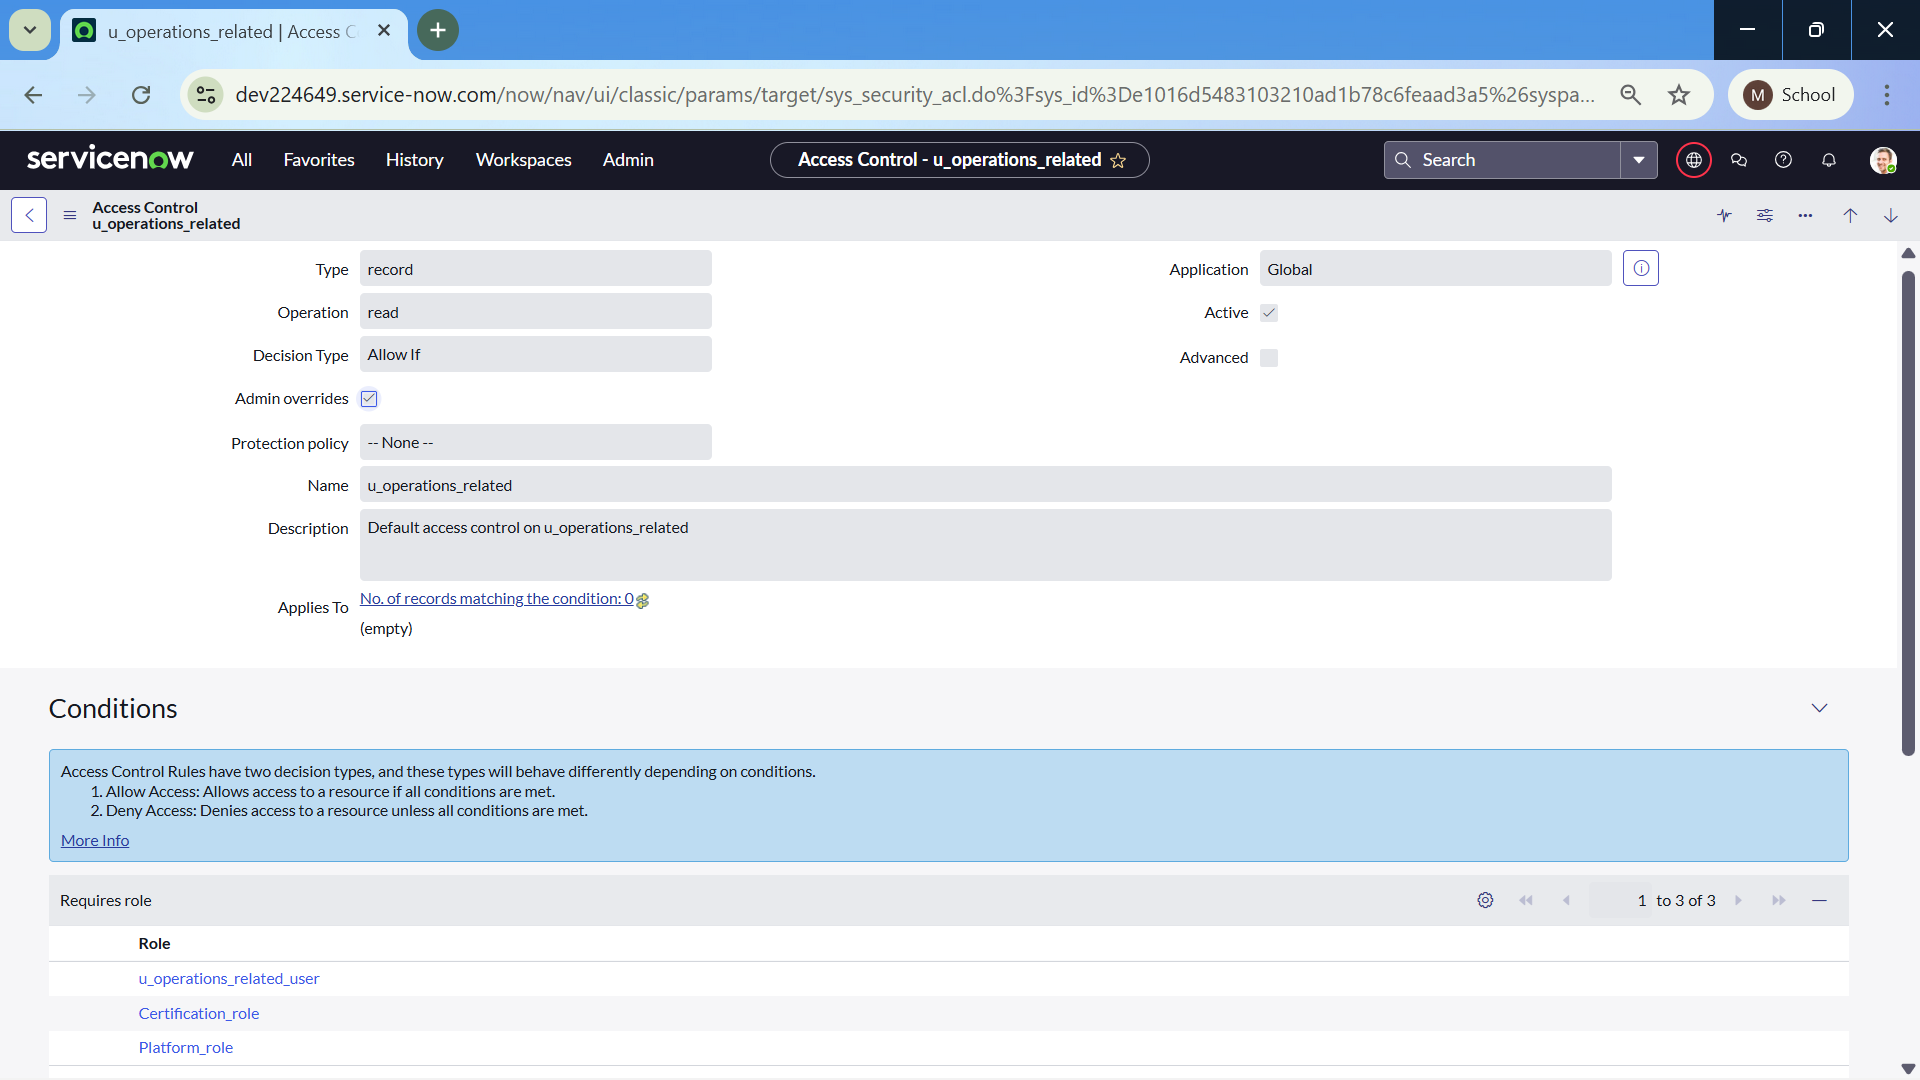 u_operations_related | Access C
dev224649.service-now.com/now/nav/ui/classic/params/target/sys_security_acl.do%3Fsys_id%3De1016d5483103210ad1b78c6feaad3a5%26syspa...
M School
servicenow All Favorites History Workspaces Admin Access Control - u_operations_related Search
Access Control
u_operations_related
Type record Application Global
Operation read Active
Decision Type Allow If Advanced
Admin overrides
Protection policy -- None --
Name u_operations_related
Description Default access control on u_operations_related
Applies To No. of records matching the condition: 0
(empty)
Conditions
Access Control Rules have two decision types, and these types will behave differently depending on conditions.
1. Allow Access: Allows access to a resource if all conditions are met.
2. Deny Access: Denies access to a resource unless all conditions are met.
More Info
Requires role 1 to 3 of 3
Role
u_operations_related_user
Certification_role
Platform_role